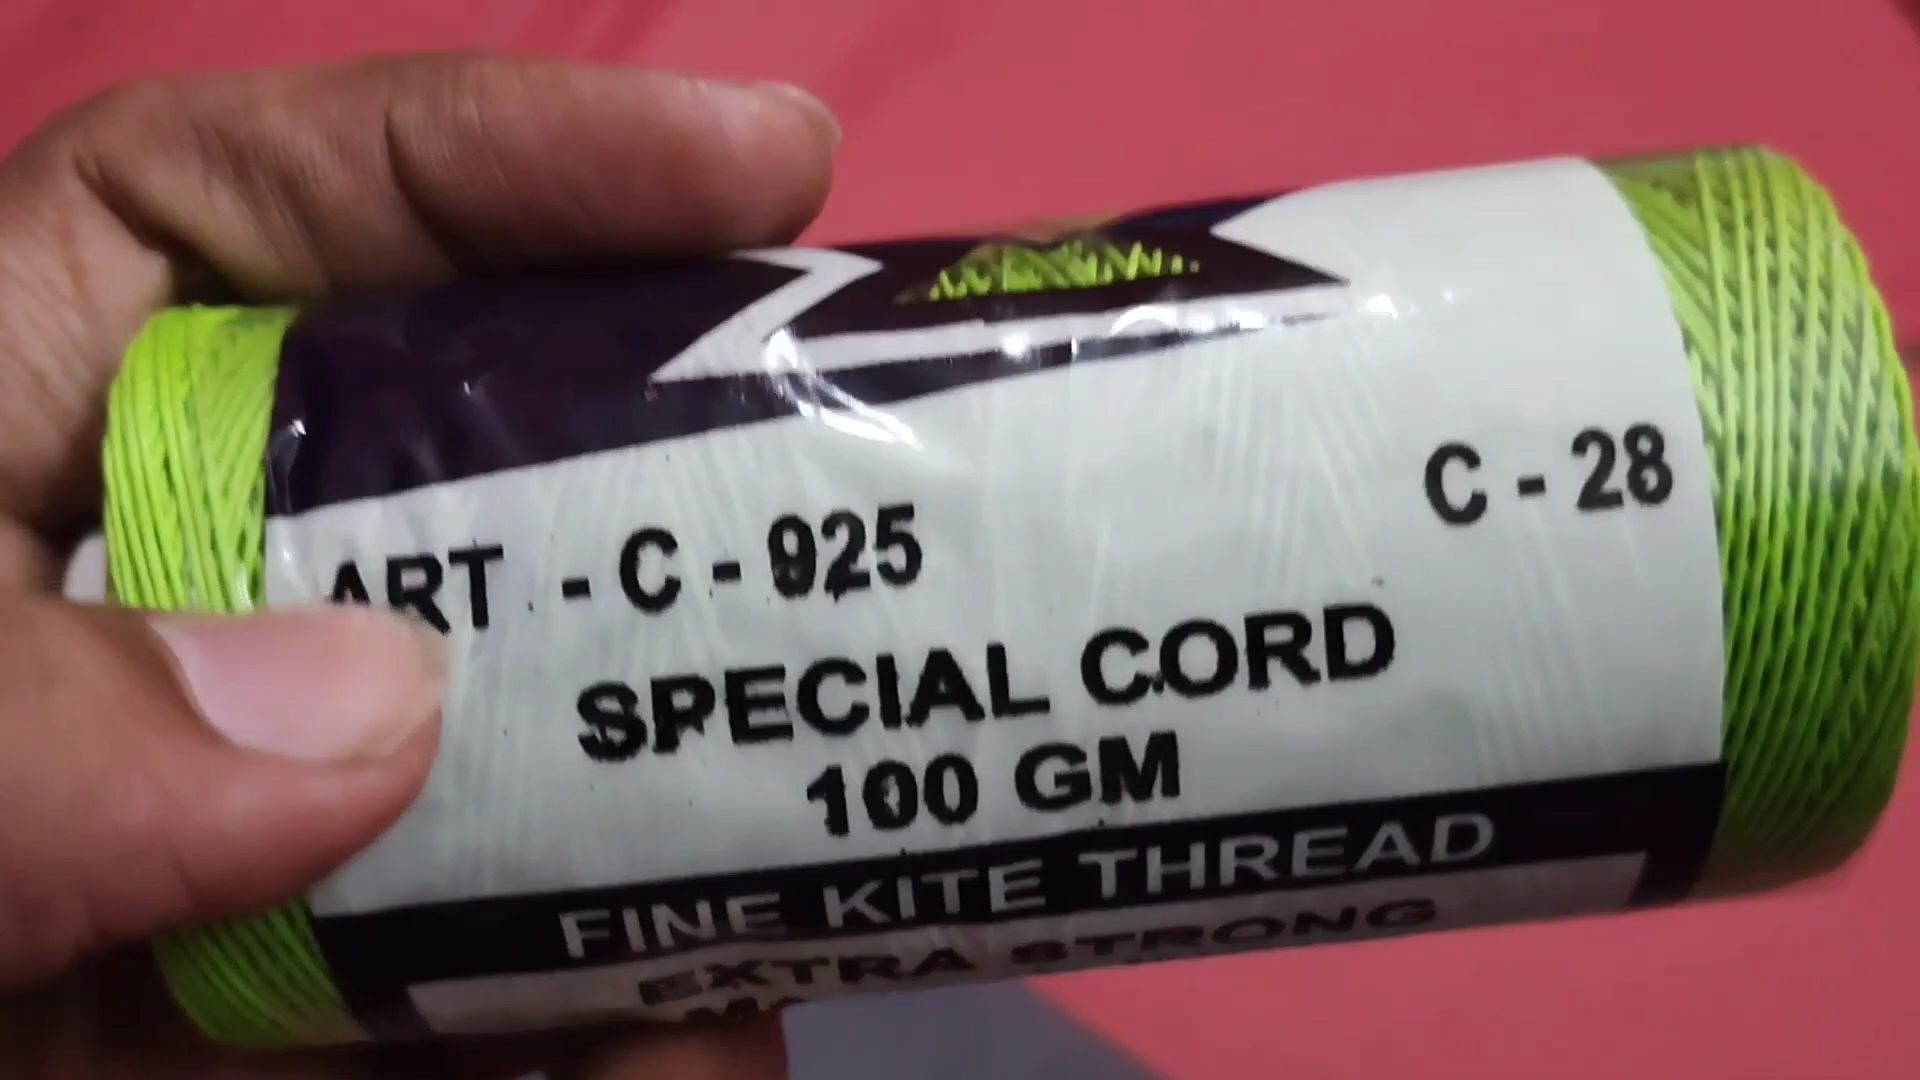 ART - C - 925
C - 28
SPECIAL CORD
100 GM
FINE KITE THREAD
EXTRA STRONG